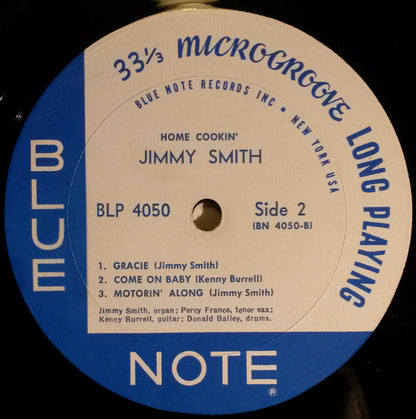 33⅓ MICROGROOVE LONG PLAYING
BLUE NOTE RECORDS INC • NEW YORK USA
HOME COOKIN'
JIMMY SMITH
BLP 4050
Side 2
(BN 4050-B)
1. GRACIE (Jimmy Smith)
2. COME ON BABY (Kenny Burrell)
3. MOTORIN' ALONG (Jimmy Smith)
Jimmy Smith, organ; Percy France, tenor sax;
Kenny Burrell, guitar; Donald Bailey, drums.
BLUE
NOTE
®